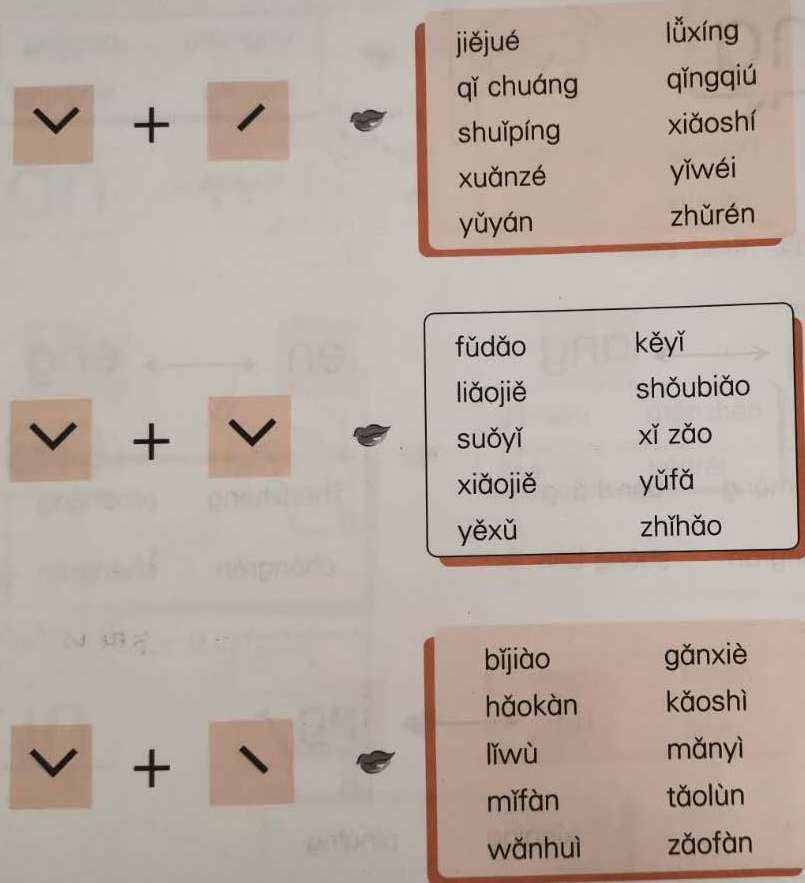 jiějué lǚxíng
qǐ chuáng qǐngqiú
shuǐpíng xiǎoshí
xuǎnzé yǐwéi
yǔyán zhǔrén
fǔdǎo kěyǐ
liǎojiě shǒubiǎo
suǒyǐ xǐ zǎo
xiǎojiě yǔfǎ
yěxǔ zhǐhǎo
bǐjiào gǎnxiè
hǎokàn kǎoshì
lǐwù mǎnyì
mǐfàn tǎolùn
wǎnhuì zǎofàn